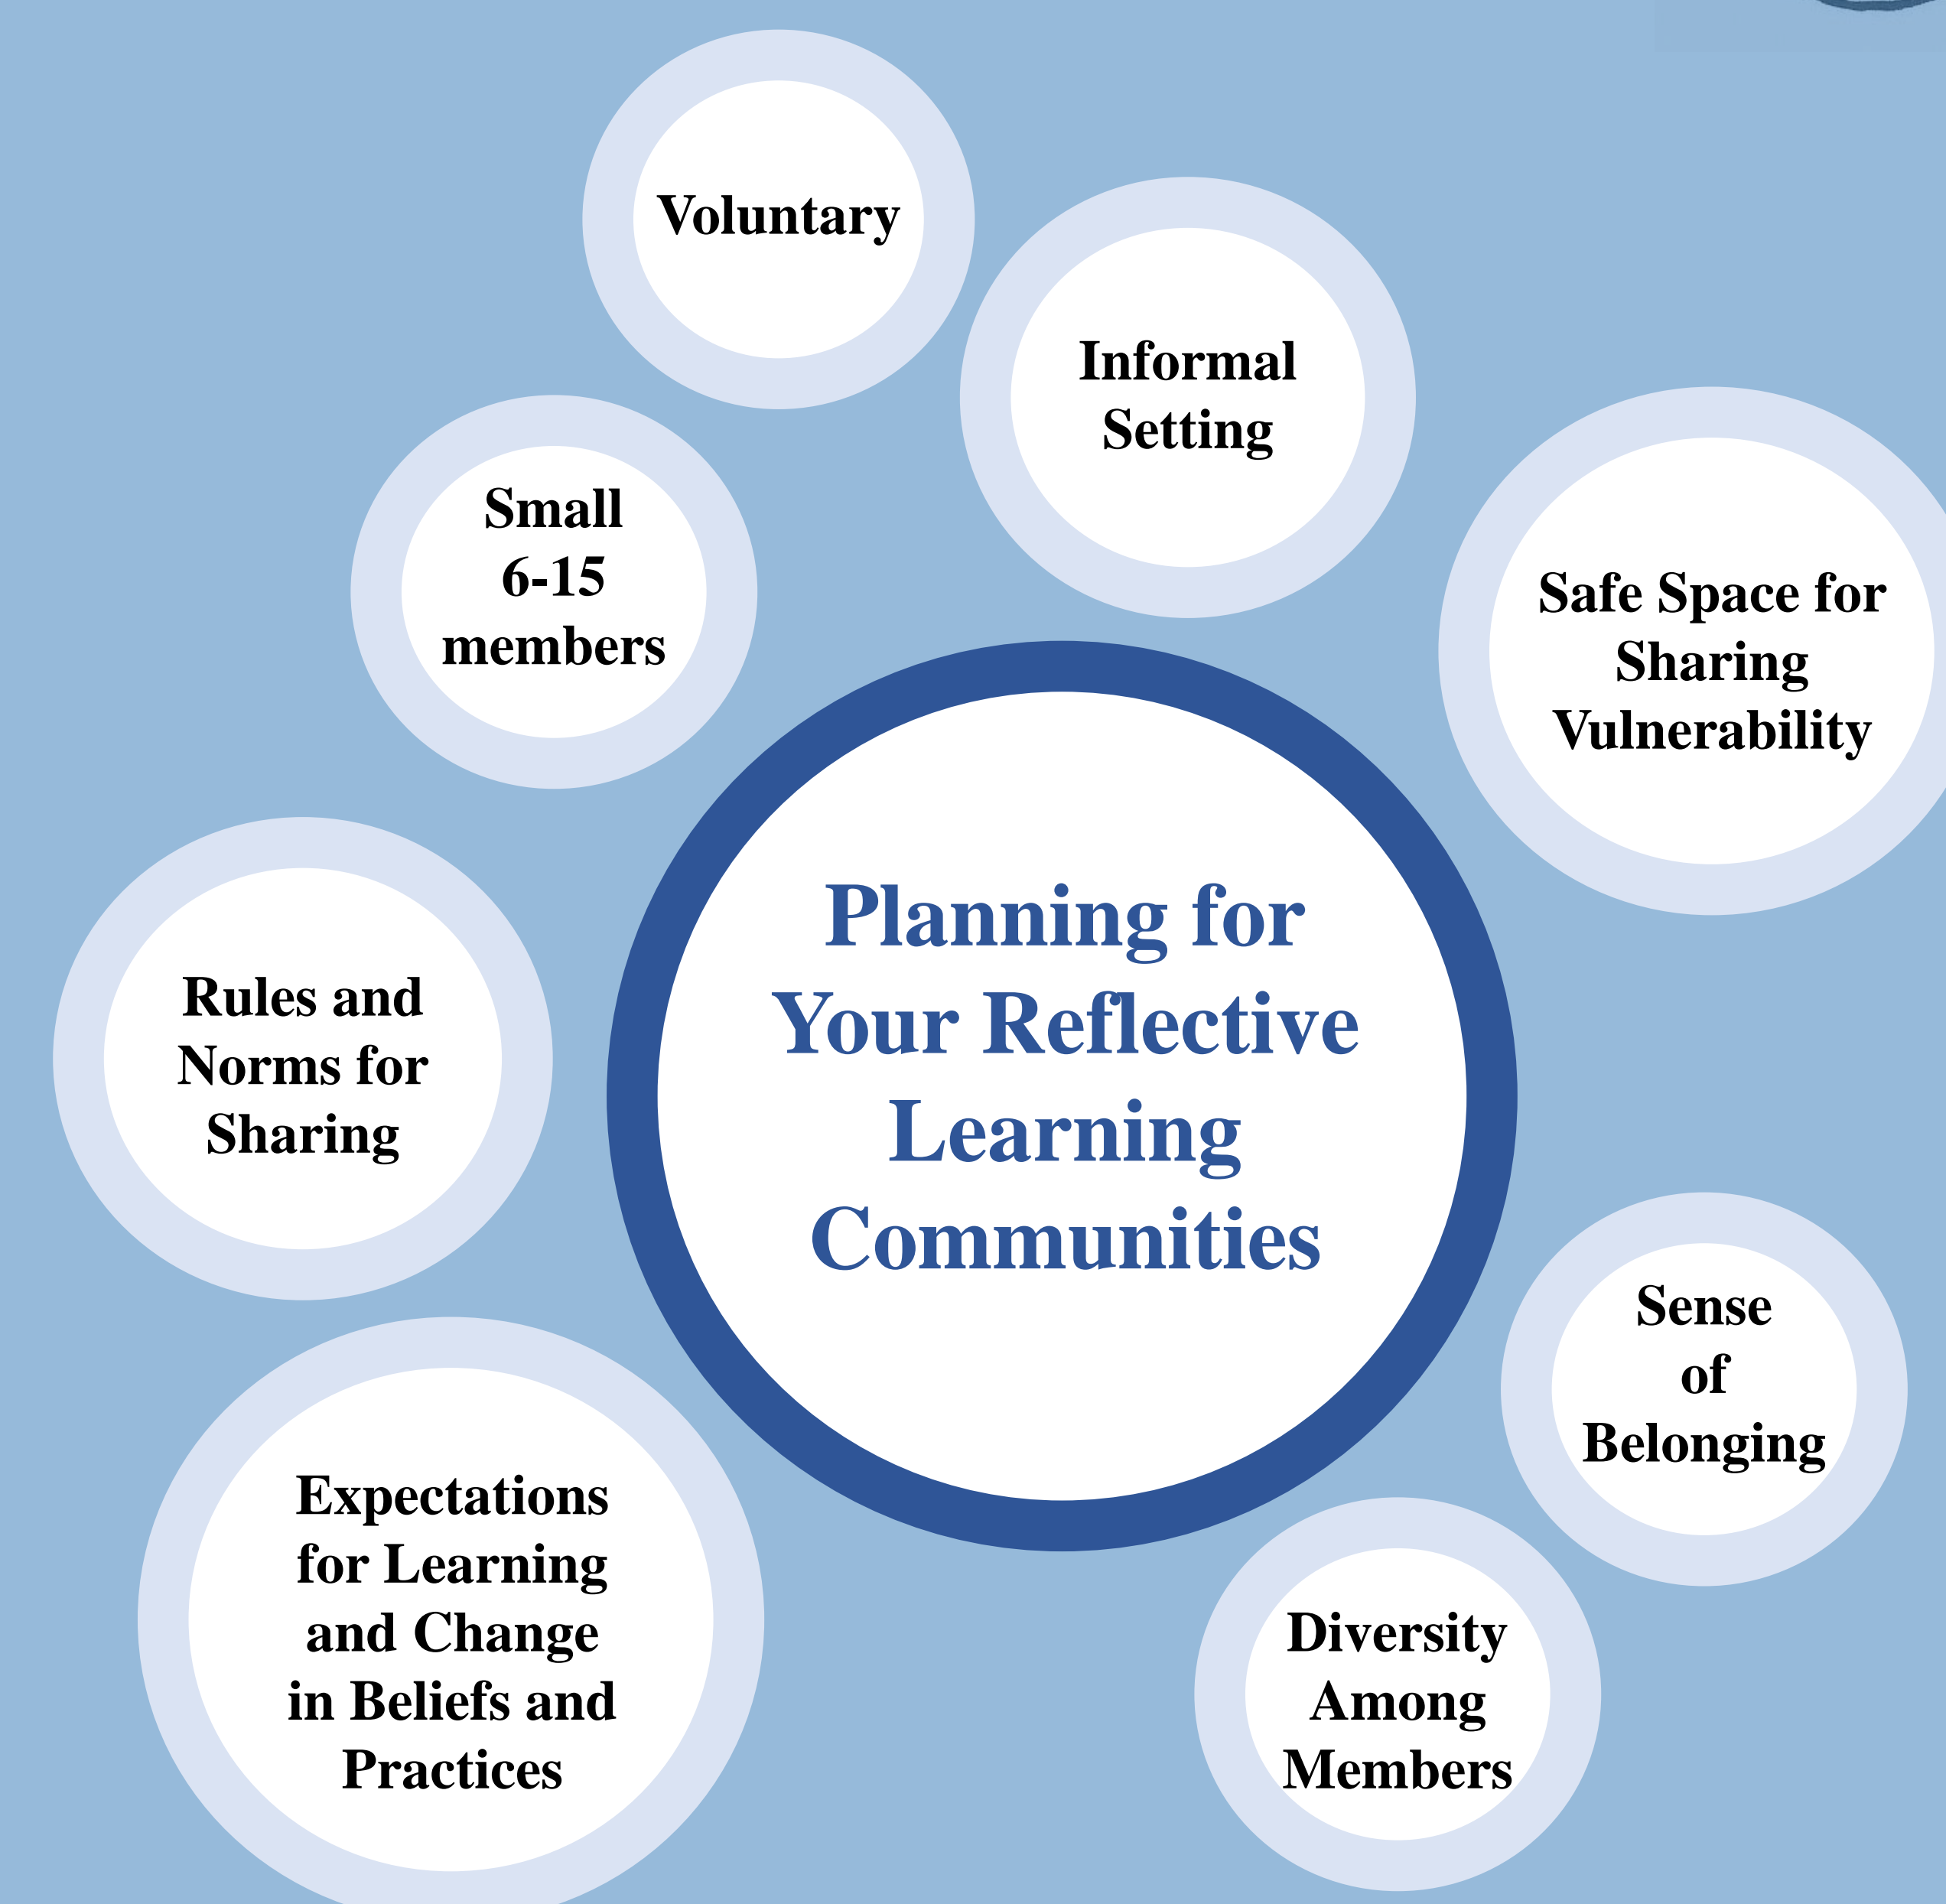 Voluntary
Informal
Setting
Small
6-15
members
Safe Space for
Sharing
Vulnerability
Planning for
Your Reflective
Learning
Communities
Rules and
Norms for
Sharing
Sense
of
Belonging
Expectations
for Learning
and Change
in Beliefs and
Practices
Diversity
Among
Members